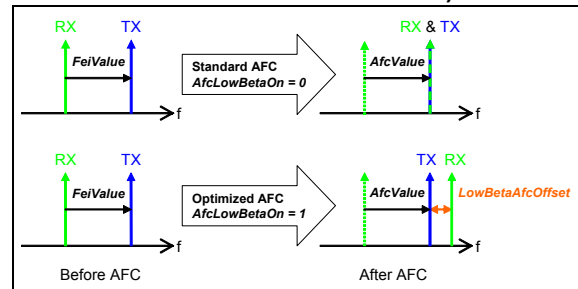 RX TX
FeiValue
f
Standard AFC
AfcLowBetaOn = 0
RX & TX
AfcValue
f
RX TX
FeiValue
f
Optimized AFC
AfcLowBetaOn = 1
TX RX
AfcValue
LowBetaAfcOffset
f
Before AFC
After AFC